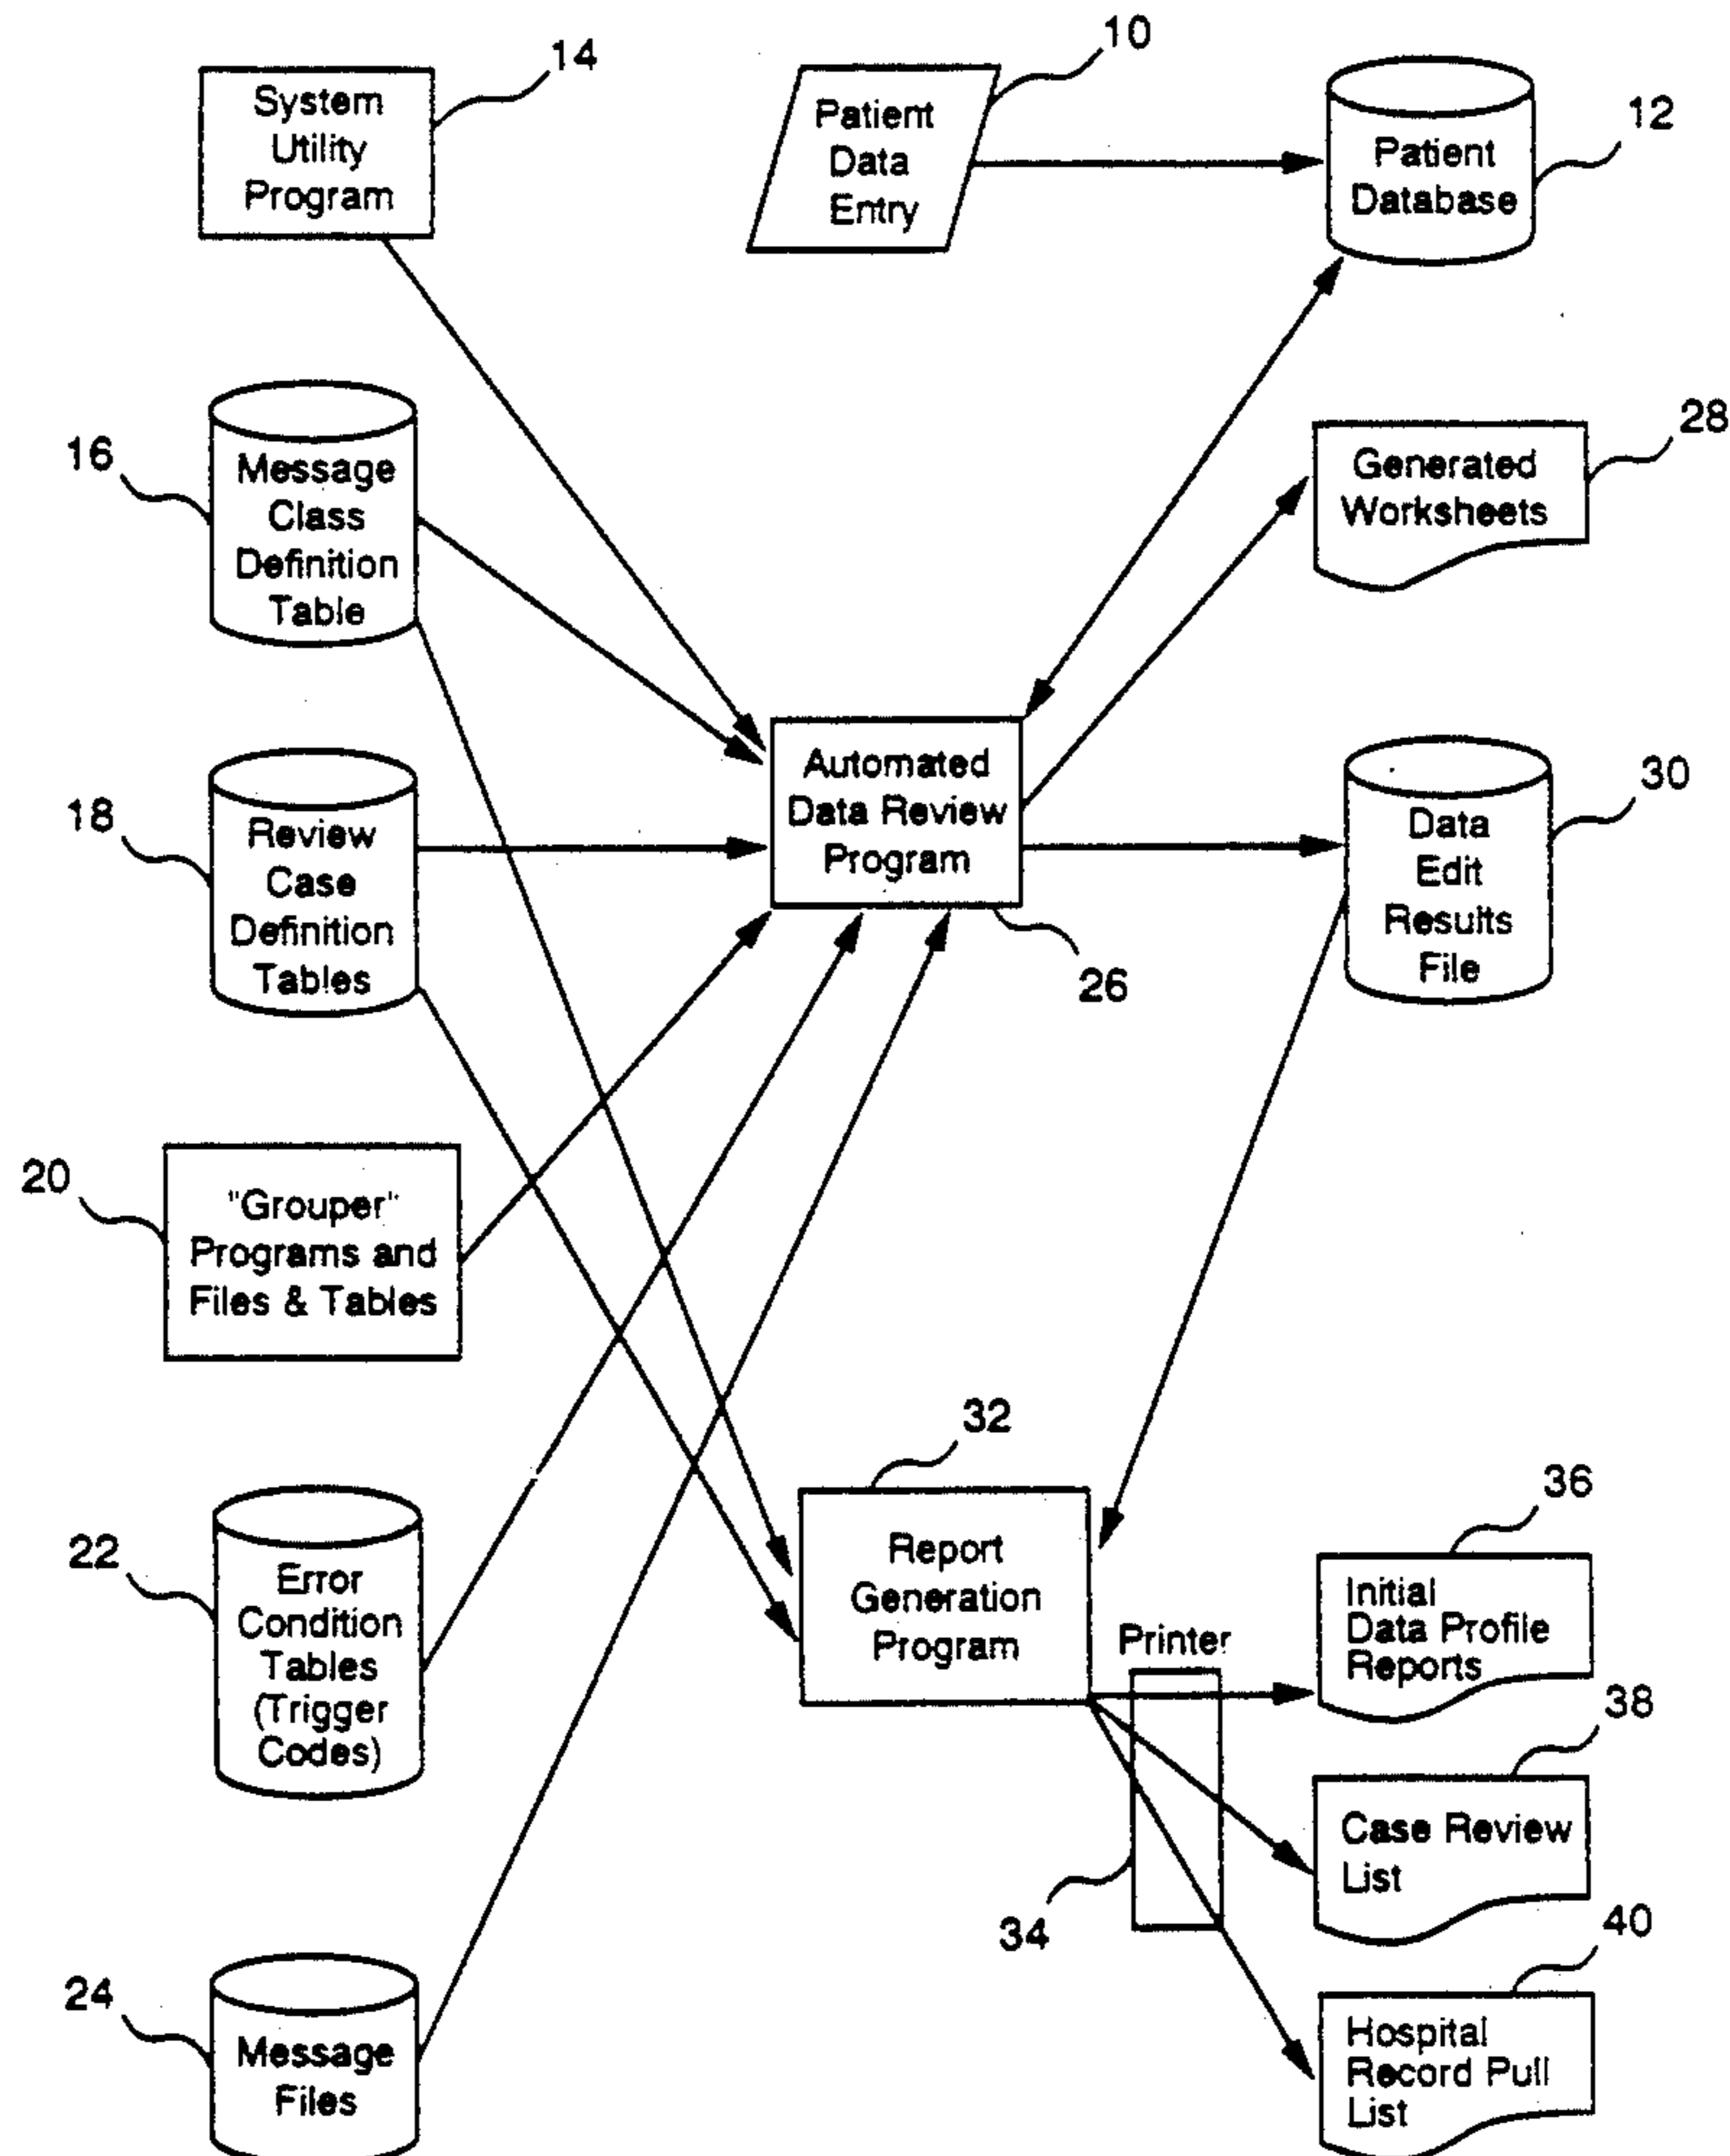 14
System
Utility
Program
10
Patient
Data
Entry
12
Patient
Database
16
Message
Class
Definition
Table
28
Generated
Worksheets
18
Review
Case
Definition
Tables
Automated
Data Review
Program
26
30
Data
Edit
Results
File
20
"Grouper"
Programs and
Files & Tables
22
Error
Condition
Tables
(Trigger
Codes)
32
Report
Generation
Program
Printer
34
36
Initial
Data Profile
Reports
38
Case Review
List
24
Message
Files
40
Hospital
Record Pull
List